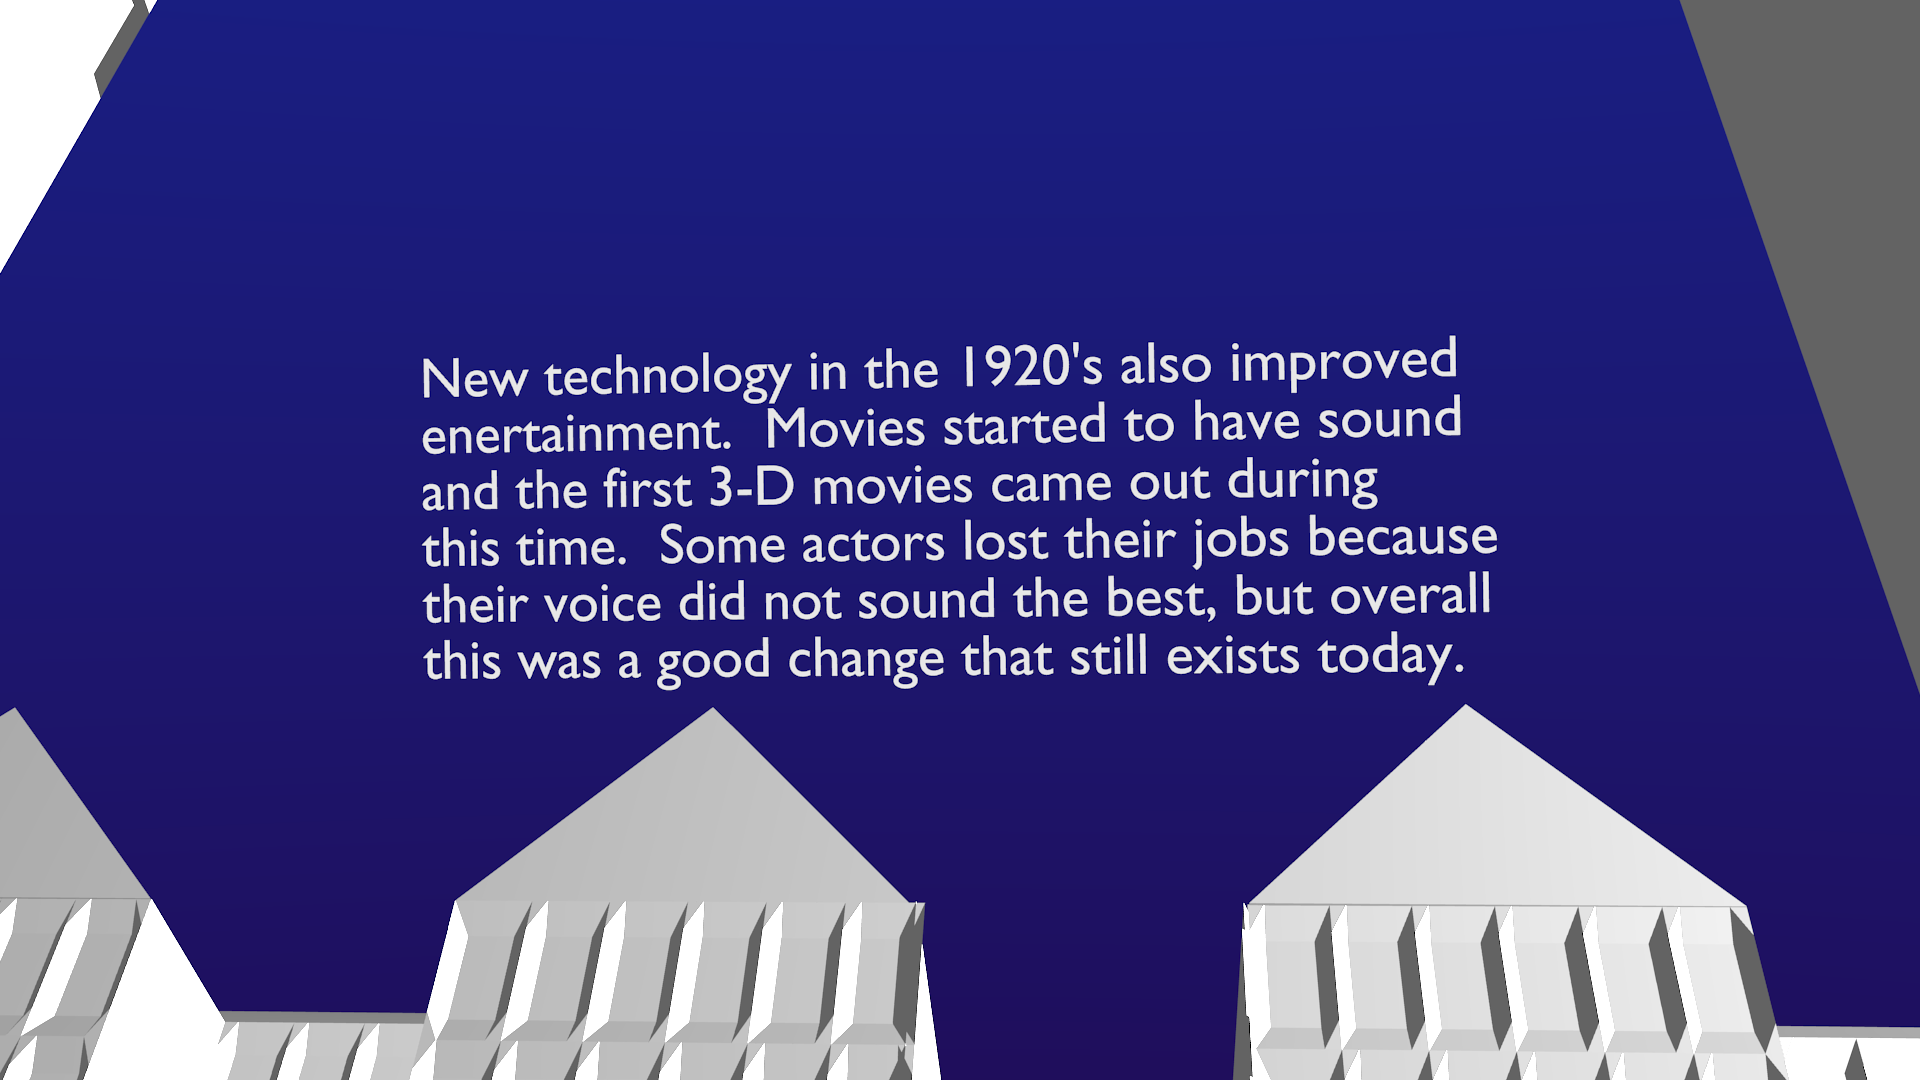 New technology in the 1920's also improved
enertainment.  Movies started to have sound
and the first 3-D movies came out during
this time.  Some actors lost their jobs because
their voice did not sound the best, but overall
this was a good change that still exists today.